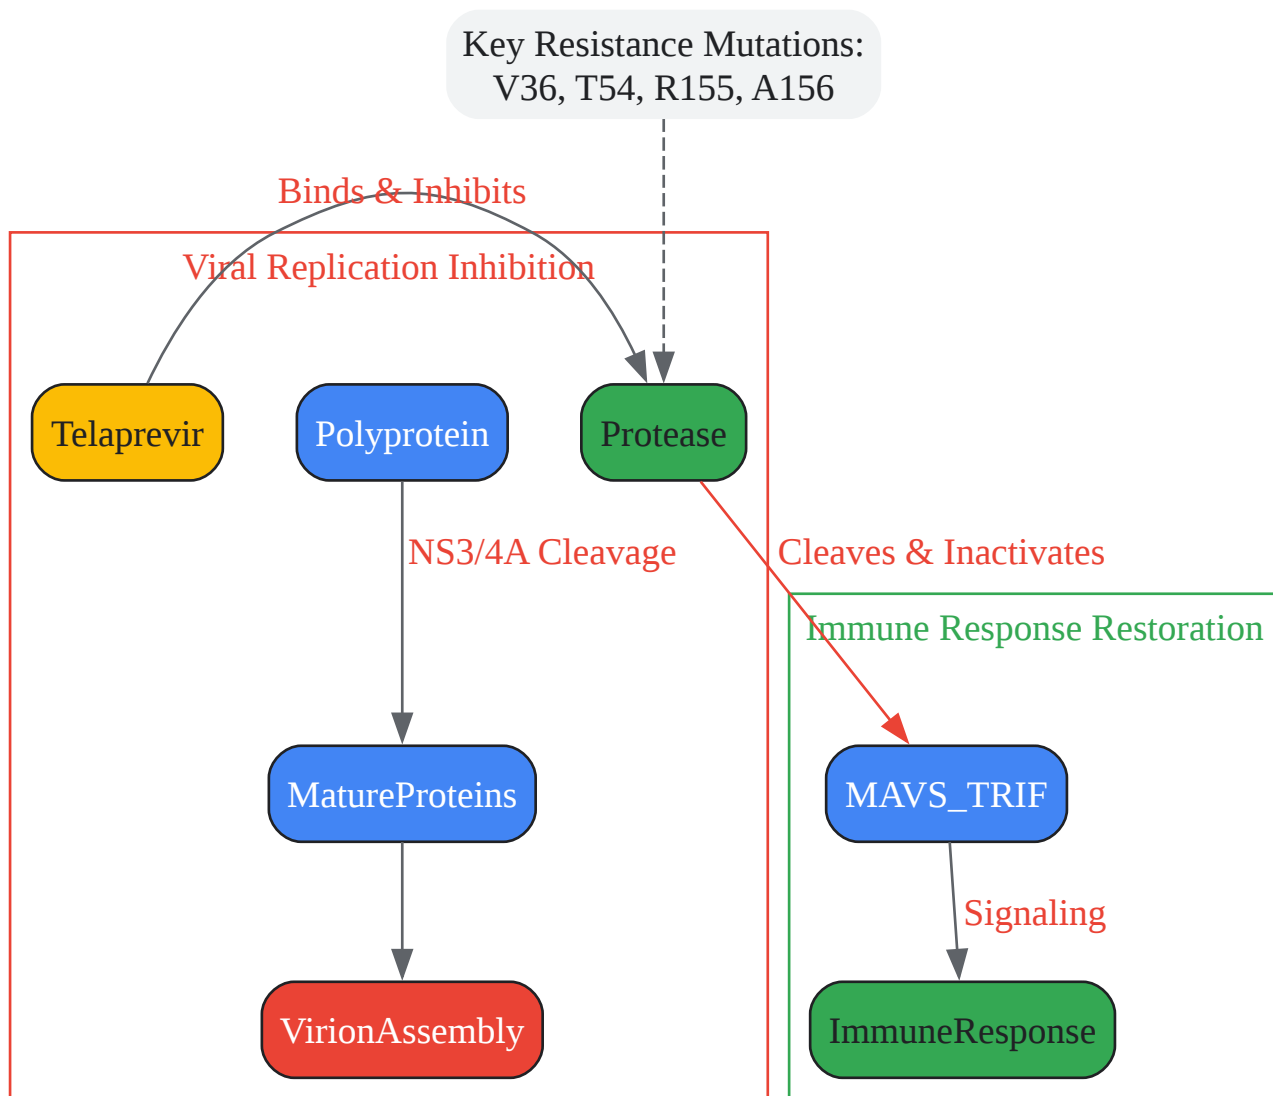 Key Resistance Mutations:
V36, T54, R155, A156
Binds & Inhibits
Viral Replication Inhibition
Telaprevir
Polyprotein
Protease
NS3/4A Cleavage
Cleaves & Inactivates
Immune Response Restoration
MatureProteins
MAVS_TRIF
Signaling
VirionAssembly
ImmuneResponse